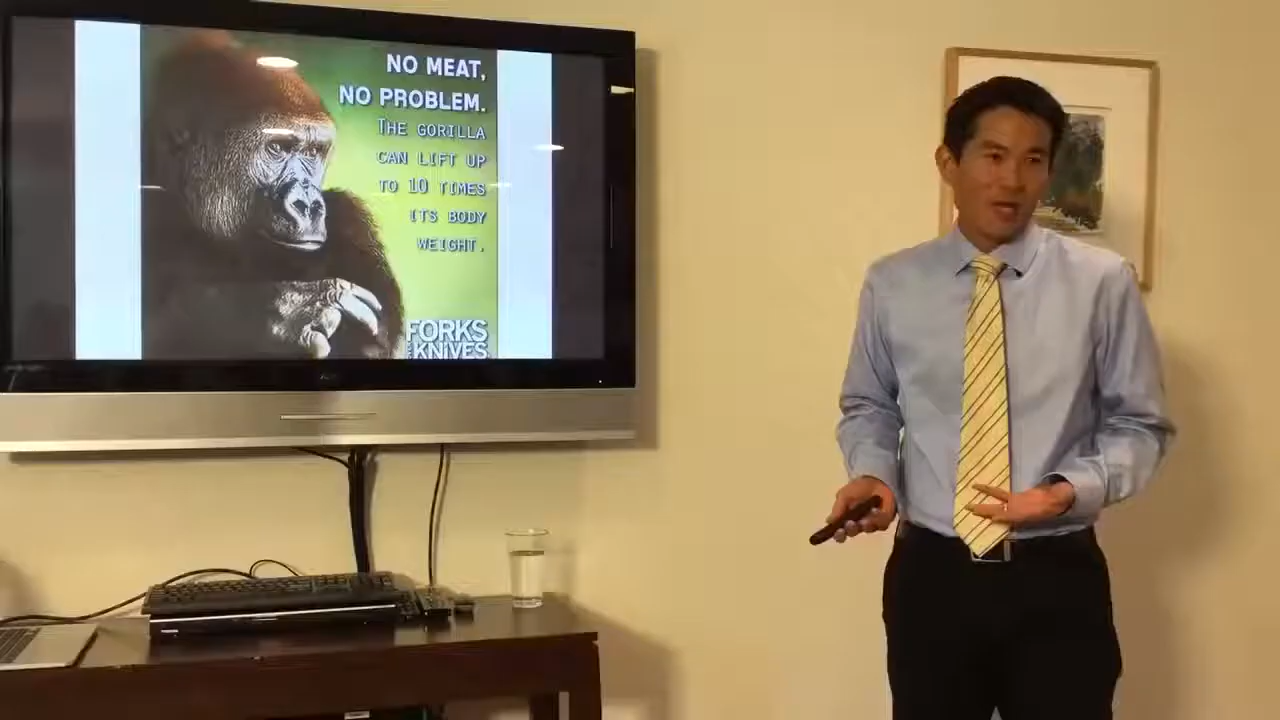 NO MEAT,
NO PROBLEM.
THE GORILLA
CAN LIFT UP
TO 10 TIMES
ITS BODY
WEIGHT.
FORKS
KNIVES